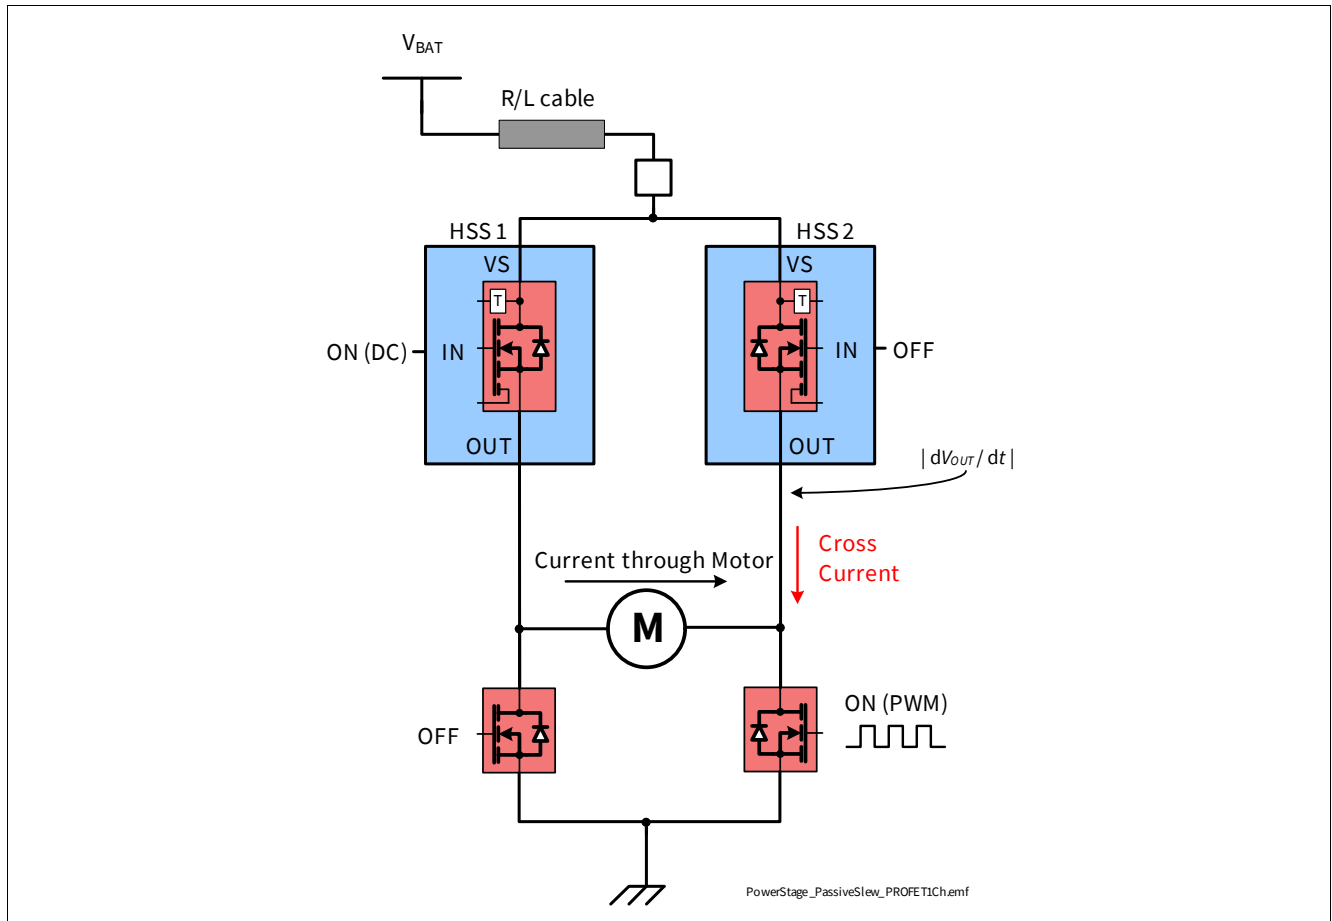 VBAT
R/L cable
HSS 1
HSS 2
VS
VS
T
T
ON (DC)
IN
IN
OFF
OUT
OUT
| dVOUT / dt |
Cross
Current
Current through Motor
M
OFF
ON (PWM)
PowerStage_PassiveSlew_PROFET1Ch.emf